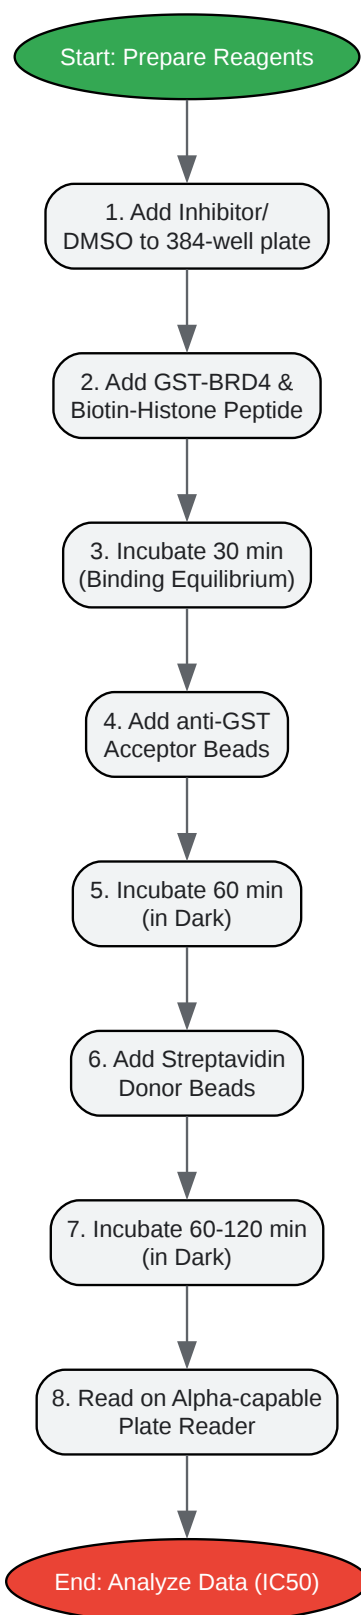 Start: Prepare Reagents
1. Add Inhibitor/
DMSO to 384-well plate
2. Add GST-BRD4 &
Biotin-Histone Peptide
3. Incubate 30 min
(Binding Equilibrium)
4. Add anti-GST
Acceptor Beads
5. Incubate 60 min
(in Dark)
6. Add Streptavidin
Donor Beads
7. Incubate 60-120 min
(in Dark)
8. Read on Alpha-capable
Plate Reader
End: Analyze Data (IC50)